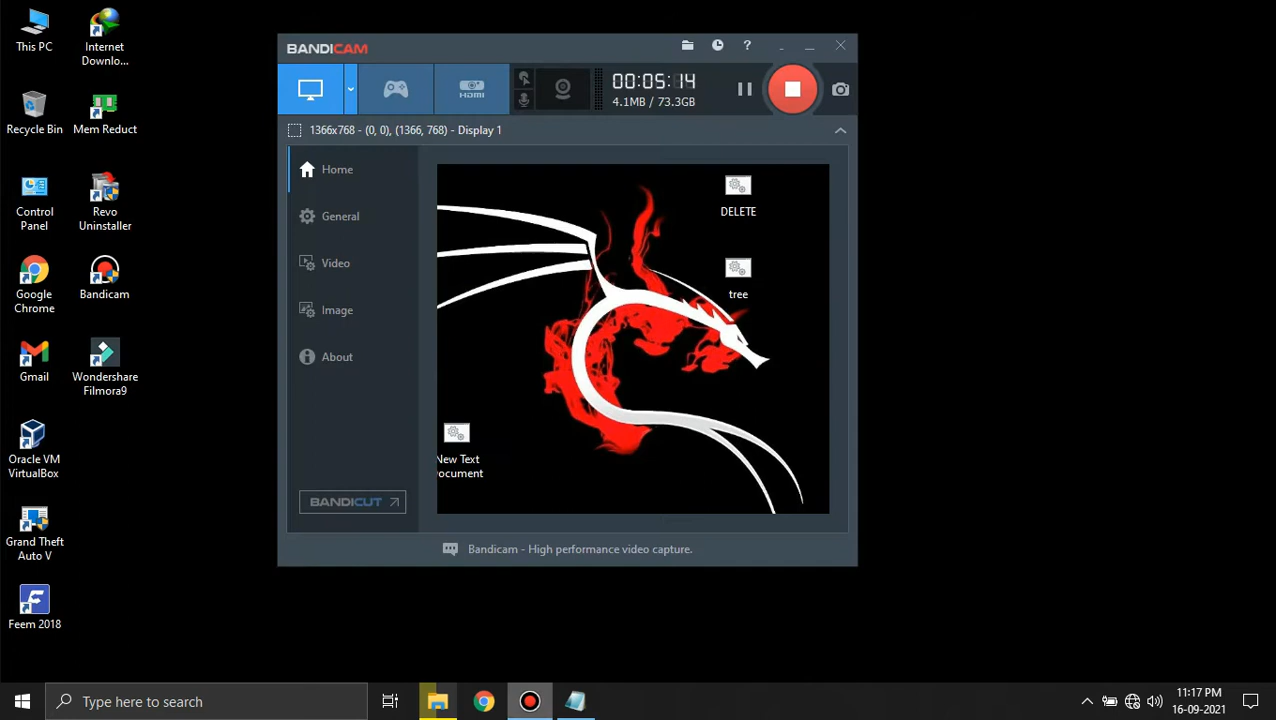 This PC
Internet
Downlo...
Recycle Bin
Mem Reduct
Control
Panel
Revo
Uninstaller
Google
Chrome
Bandicam
Gmail
Wondershare
Filmora9
Oracle VM
VirtualBox
Grand Theft
Auto V
Feem 2018
BANDICAM
?
HDMI
00:05:14
4.1MB / 73.3GB
1366x768 - (0, 0), (1366, 768) - Display 1
Home
General
Video
Image
About
BANDICUT
DELETE
tree
New Text
Document
Bandicam - High performance video capture.
Type here to search
11:17 PM
16-09-2021